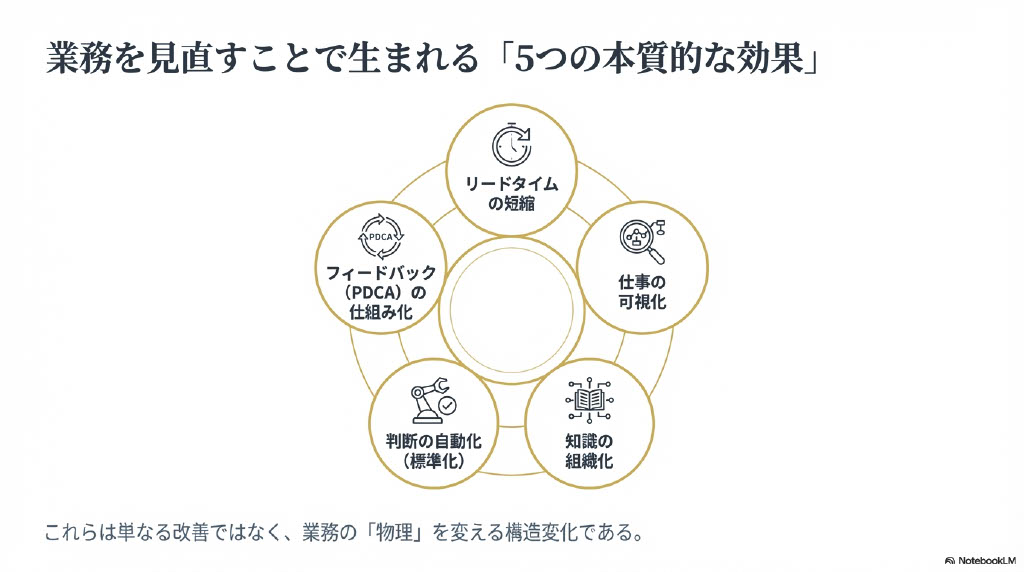 業務を見直すことで生まれる「5つの本質的な効果」
リードタイム
の短縮
仕事の
可視化
知識の
組織化
判断の自動化
（標準化）
PDCA
フィードバック
（PDCA）の
仕組み化
これらは単なる改善ではなく、業務の「物理」を変える構造変化である。
NotebookLM